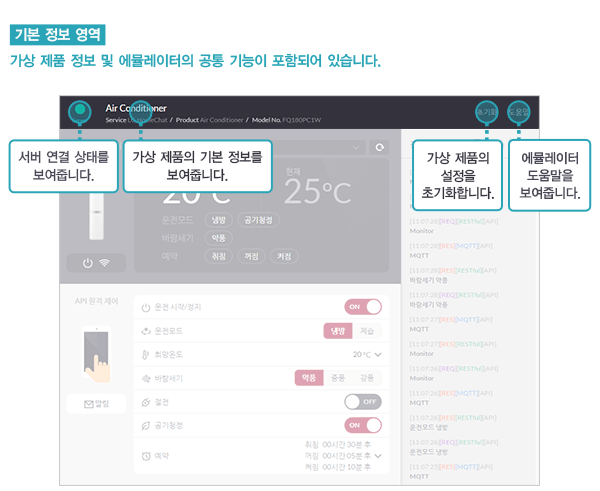 기본 정보 영역
가상 제품 정보 및 에뮬레이터의 공통 기능이 포함되어 있습니다.
Air Conditioner
Service LG HomeChat / Product Air Conditioner / Model No. FQ180PC1W
초기화
도움말
서버 연결 상태를
보여줍니다.
가상 제품의 기본 정보를
보여줍니다.
가상 제품의
설정을
초기화합니다.
에뮬레이터
도움말을
보여줍니다.
현재
20°C
25°C
운전모드 냉방 공기청정
바람세기 약풍
예약 취침 꺼짐 켜짐
API 원격 제어
알림
운전 시작/정지 ON
운전모드 냉방 제습
희망온도 20°C
바람세기 약풍 중풍 강풍
절전 OFF
공기청정 ON
예약
취침 00시간 30분 후
꺼짐 00시간 05분 후
켜짐 00시간 10분 후
[11:07:28][REQ][RESTful][API]
Monitor
[11:07:28][RES][MQTT][API]
MQTT
[11:07:28][RES][RESTful][API]
바람세기 약풍
[11:07:28][REQ][RESTful][API]
바람세기 약풍
[11:07:27][RES][MQTT][API]
MQTT
[11:07:27][RES][RESTful][API]
Monitor
[11:07:26][REQ][RESTful][API]
Monitor
[11:07:26][RES][MQTT][API]
MQTT
[11:07:26][RES][RESTful][API]
운전모드 냉방
[11:07:26][REQ][RESTful][API]
운전모드 냉방
[11:07:25][RES][MQTT][API]
MQTT